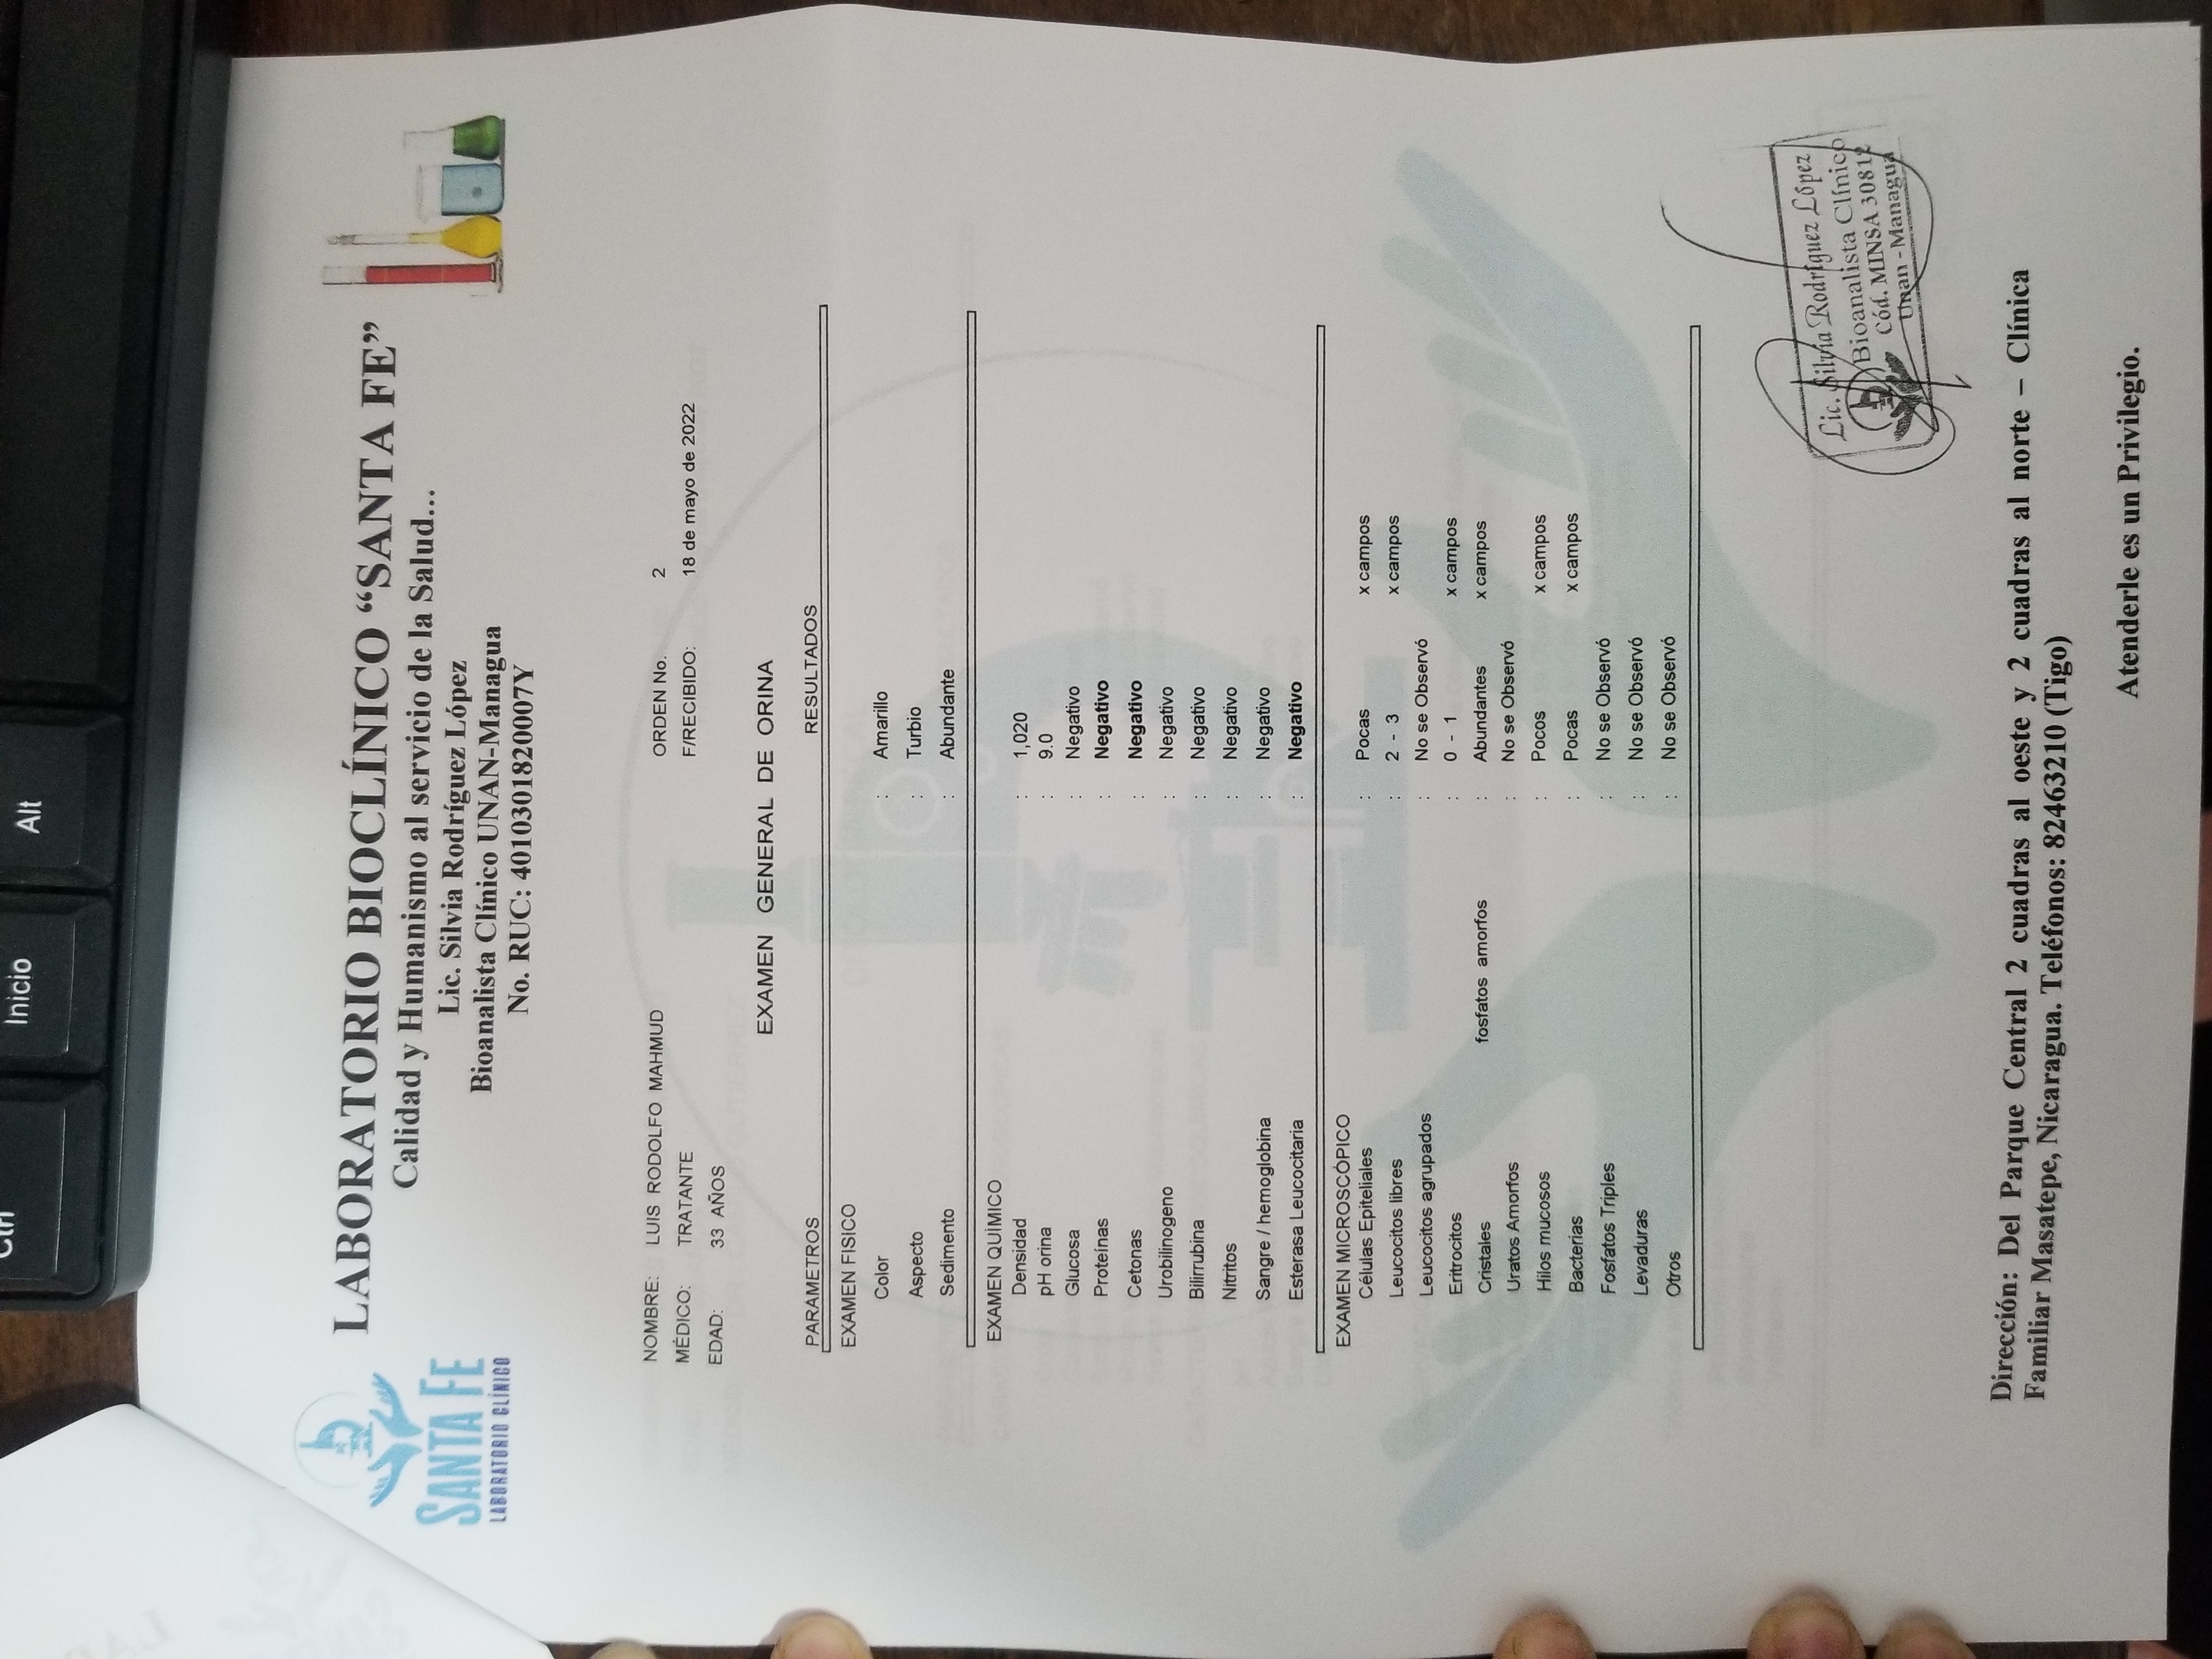 SANTA FE
LABORATORIO CLÍNICO
LABORATORIO BIOCLÍNICO “SANTA FE”
Calidad y Humanismo al servicio de la Salud...
Lic. Silvia Rodríguez López
Bioanalista Clínico UNAN-Managua
No. RUC: 4010301820007Y
NOMBRE: LUIS RODOLFO MAHMUD ORDEN No. 2
MÉDICO: TRATANTE F/RECIBIDO: 18 de mayo de 2022
EDAD: 33 AÑOS
EXAMEN GENERAL DE ORINA
PARAMETROS RESULTADOS
EXAMEN FISICO
Color : Amarillo
Aspecto : Turbio
Sedimento : Abundante
EXAMEN QUÍMICO
Densidad : 1,020
pH orina : 9.0
Glucosa : Negativo
Proteínas : Negativo
Cetonas : Negativo
Urobilinogeno : Negativo
Bilirrubina : Negativo
Nitritos : Negativo
Sangre / hemoglobina : Negativo
Esterasa Leucocitaria : Negativo
EXAMEN MICROSCÓPICO
Células Epiteliales : Pocas x campos
Leucocitos libres : 2 - 3 x campos
Leucocitos agrupados : No se Observó
Eritrocitos : 0 - 1 x campos
Cristales fosfatos amorfos : Abundantes x campos
Uratos Amorfos : No se Observó
Hilos mucosos : Pocos x campos
Bacterias : Pocas x campos
Fosfatos Triples : No se Observó
Levaduras : No se Observó
Otros : No se Observó
Lic. Silvia Rodríguez López
Bioanalista Clínico
Cód. MINSA 30812
Unan - Managua
Dirección: Del Parque Central 2 cuadras al oeste y 2 cuadras al norte – Clínica
Familiar Masatepe, Nicaragua. Teléfonos: 82463210 (Tigo)
Atenderle es un Privilegio.
Ctrl
Inicio
Alt